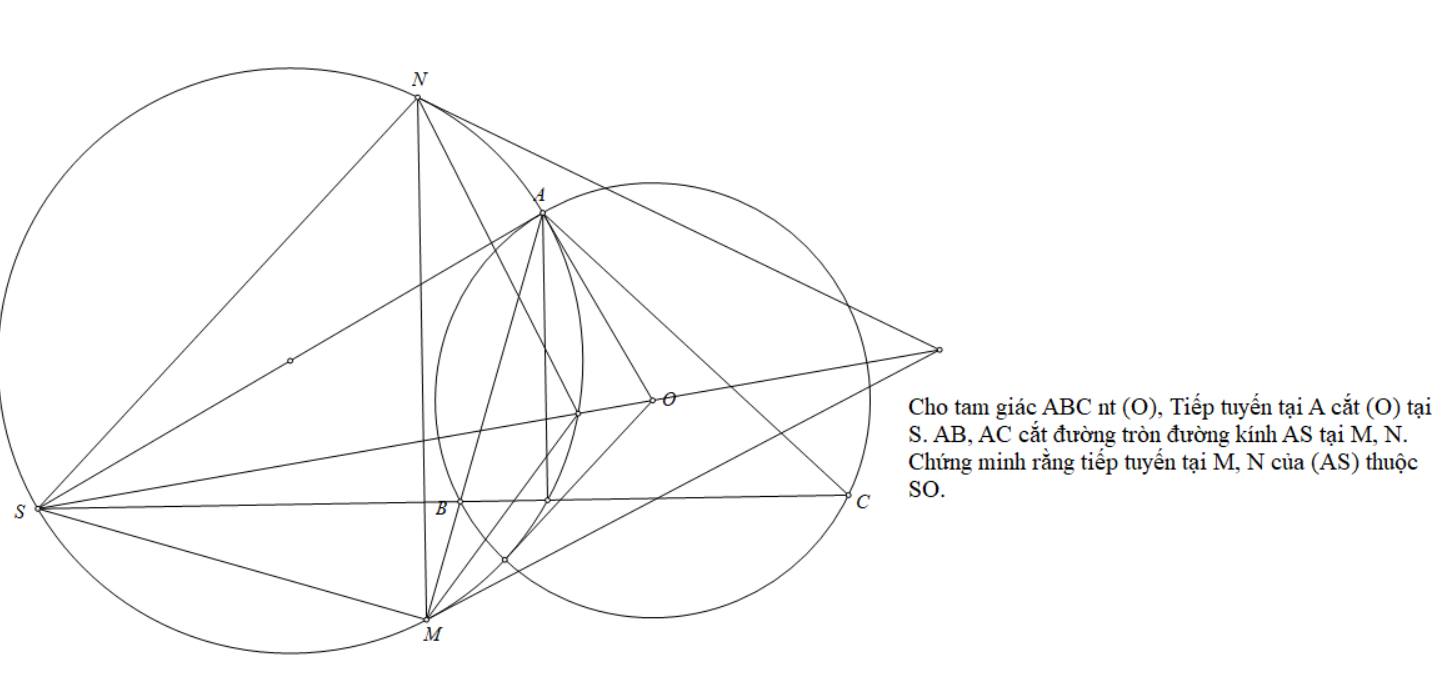 N
A
O
S
B
C
M
Cho tam giác ABC nt (O), Tiếp tuyến tại A cắt (O) tại
S. AB, AC cắt đường tròn đường kính AS tại M, N.
Chứng minh rằng tiếp tuyến tại M, N của (AS) thuộc
SO.